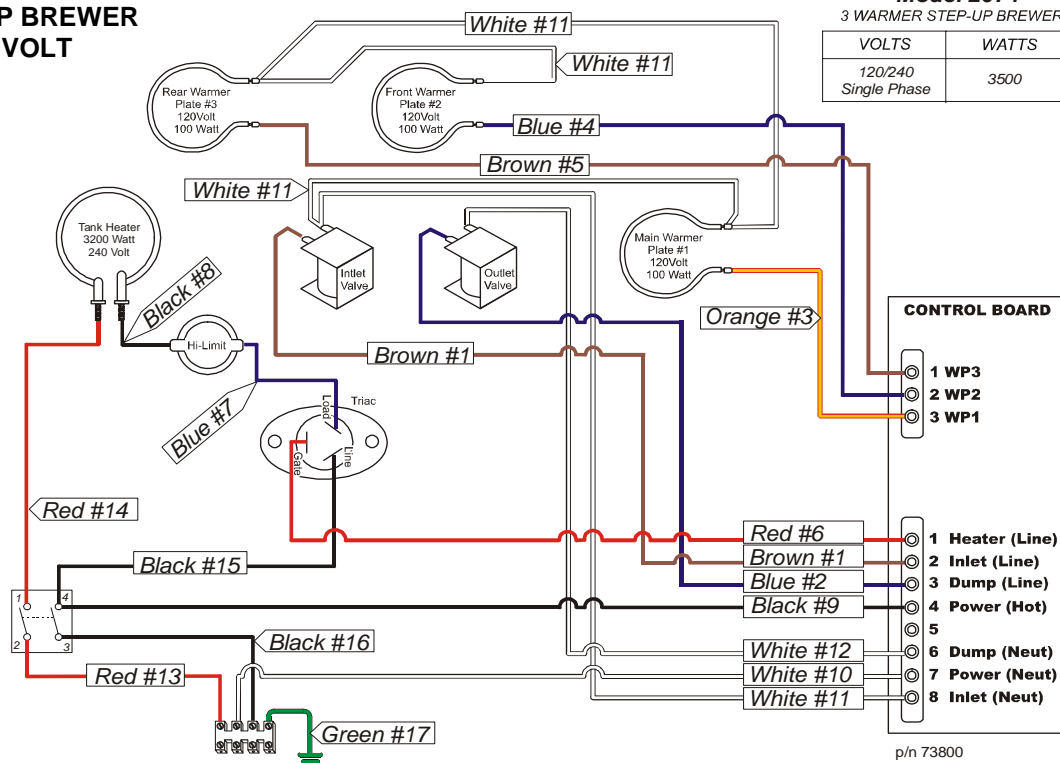 P BREWER
VOLT
3 WARMER STEP-UP BREWER
VOLTS WATTS
120/240
Single Phase
3500
White #11
White #11
Rear Warmer
Plate #3
120Volt
100 Watt
Front Warmer
Plate #2
120Volt
100 Watt
Blue #4
Brown #5
White #11
Tank Heater
3200 Watt
240 Volt
Main Warmer
Plate #1
120Volt
100 Watt
Intlet
Valve
Outlet
Valve
Black #8
Hi-Limit
Orange #3
Brown #1
Blue #7
Triac
Load
Line
Gate
CONTROL BOARD
1 WP3
2 WP2
3 WP1
Red #14
Black #15
Red #6
Brown #1
Blue #2
Black #9
1 Heater (Line)
2 Inlet (Line)
3 Dump (Line)
4 Power (Hot)
5
6 Dump (Neut)
7 Power (Neut)
8 Inlet (Neut)
1
4
2
3
Black #16
Red #13
White #12
White #10
White #11
Green #17
p/n 73800